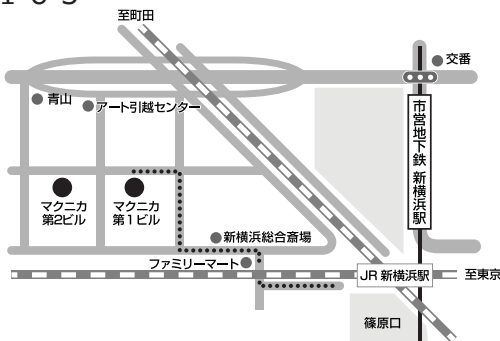 至町田
交番
青山
アート引越センター
市営地下鉄 新横浜駅
マクニカ
第2ビル
マクニカ
第1ビル
新横浜総合斎場
ファミリーマート
JR 新横浜駅
至東京
篠原口